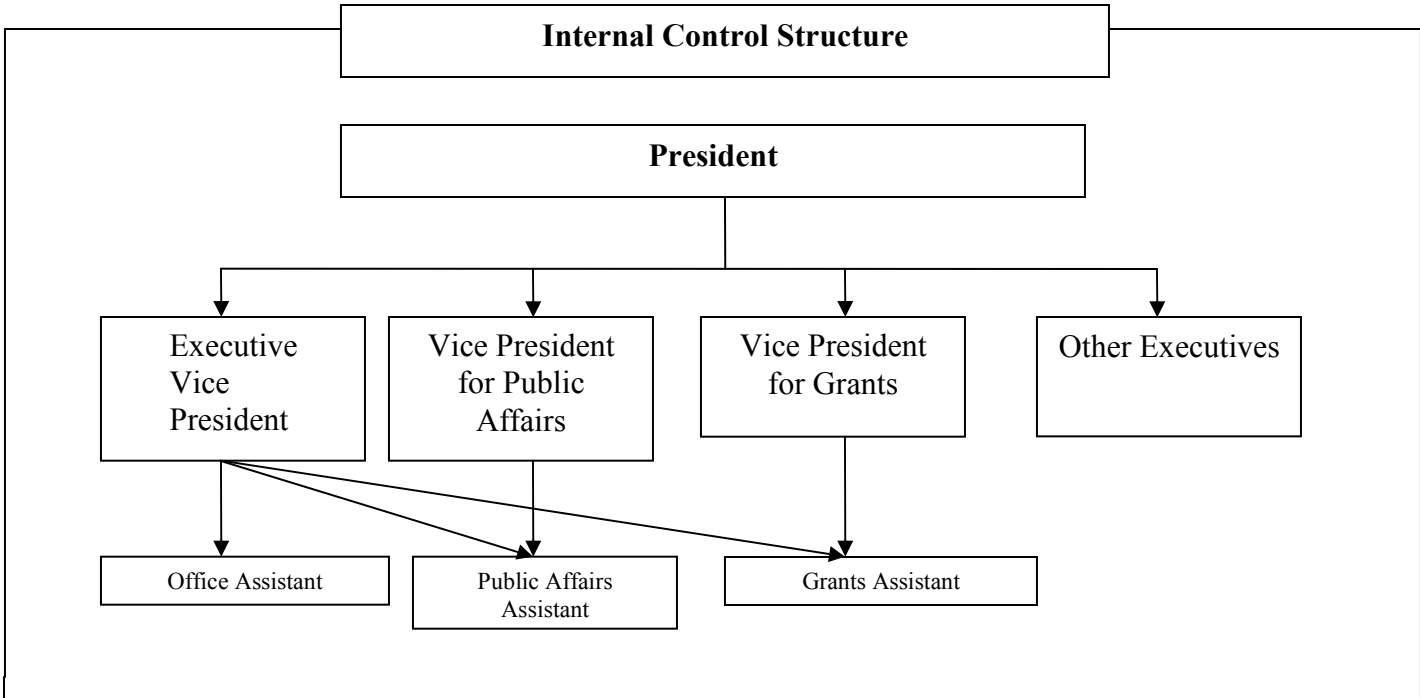 Internal Control Structure
President
Executive
Vice
President
Vice President
for Public
Affairs
Vice President
for Grants
Other Executives
Office Assistant
Public Affairs
Assistant
Grants Assistant